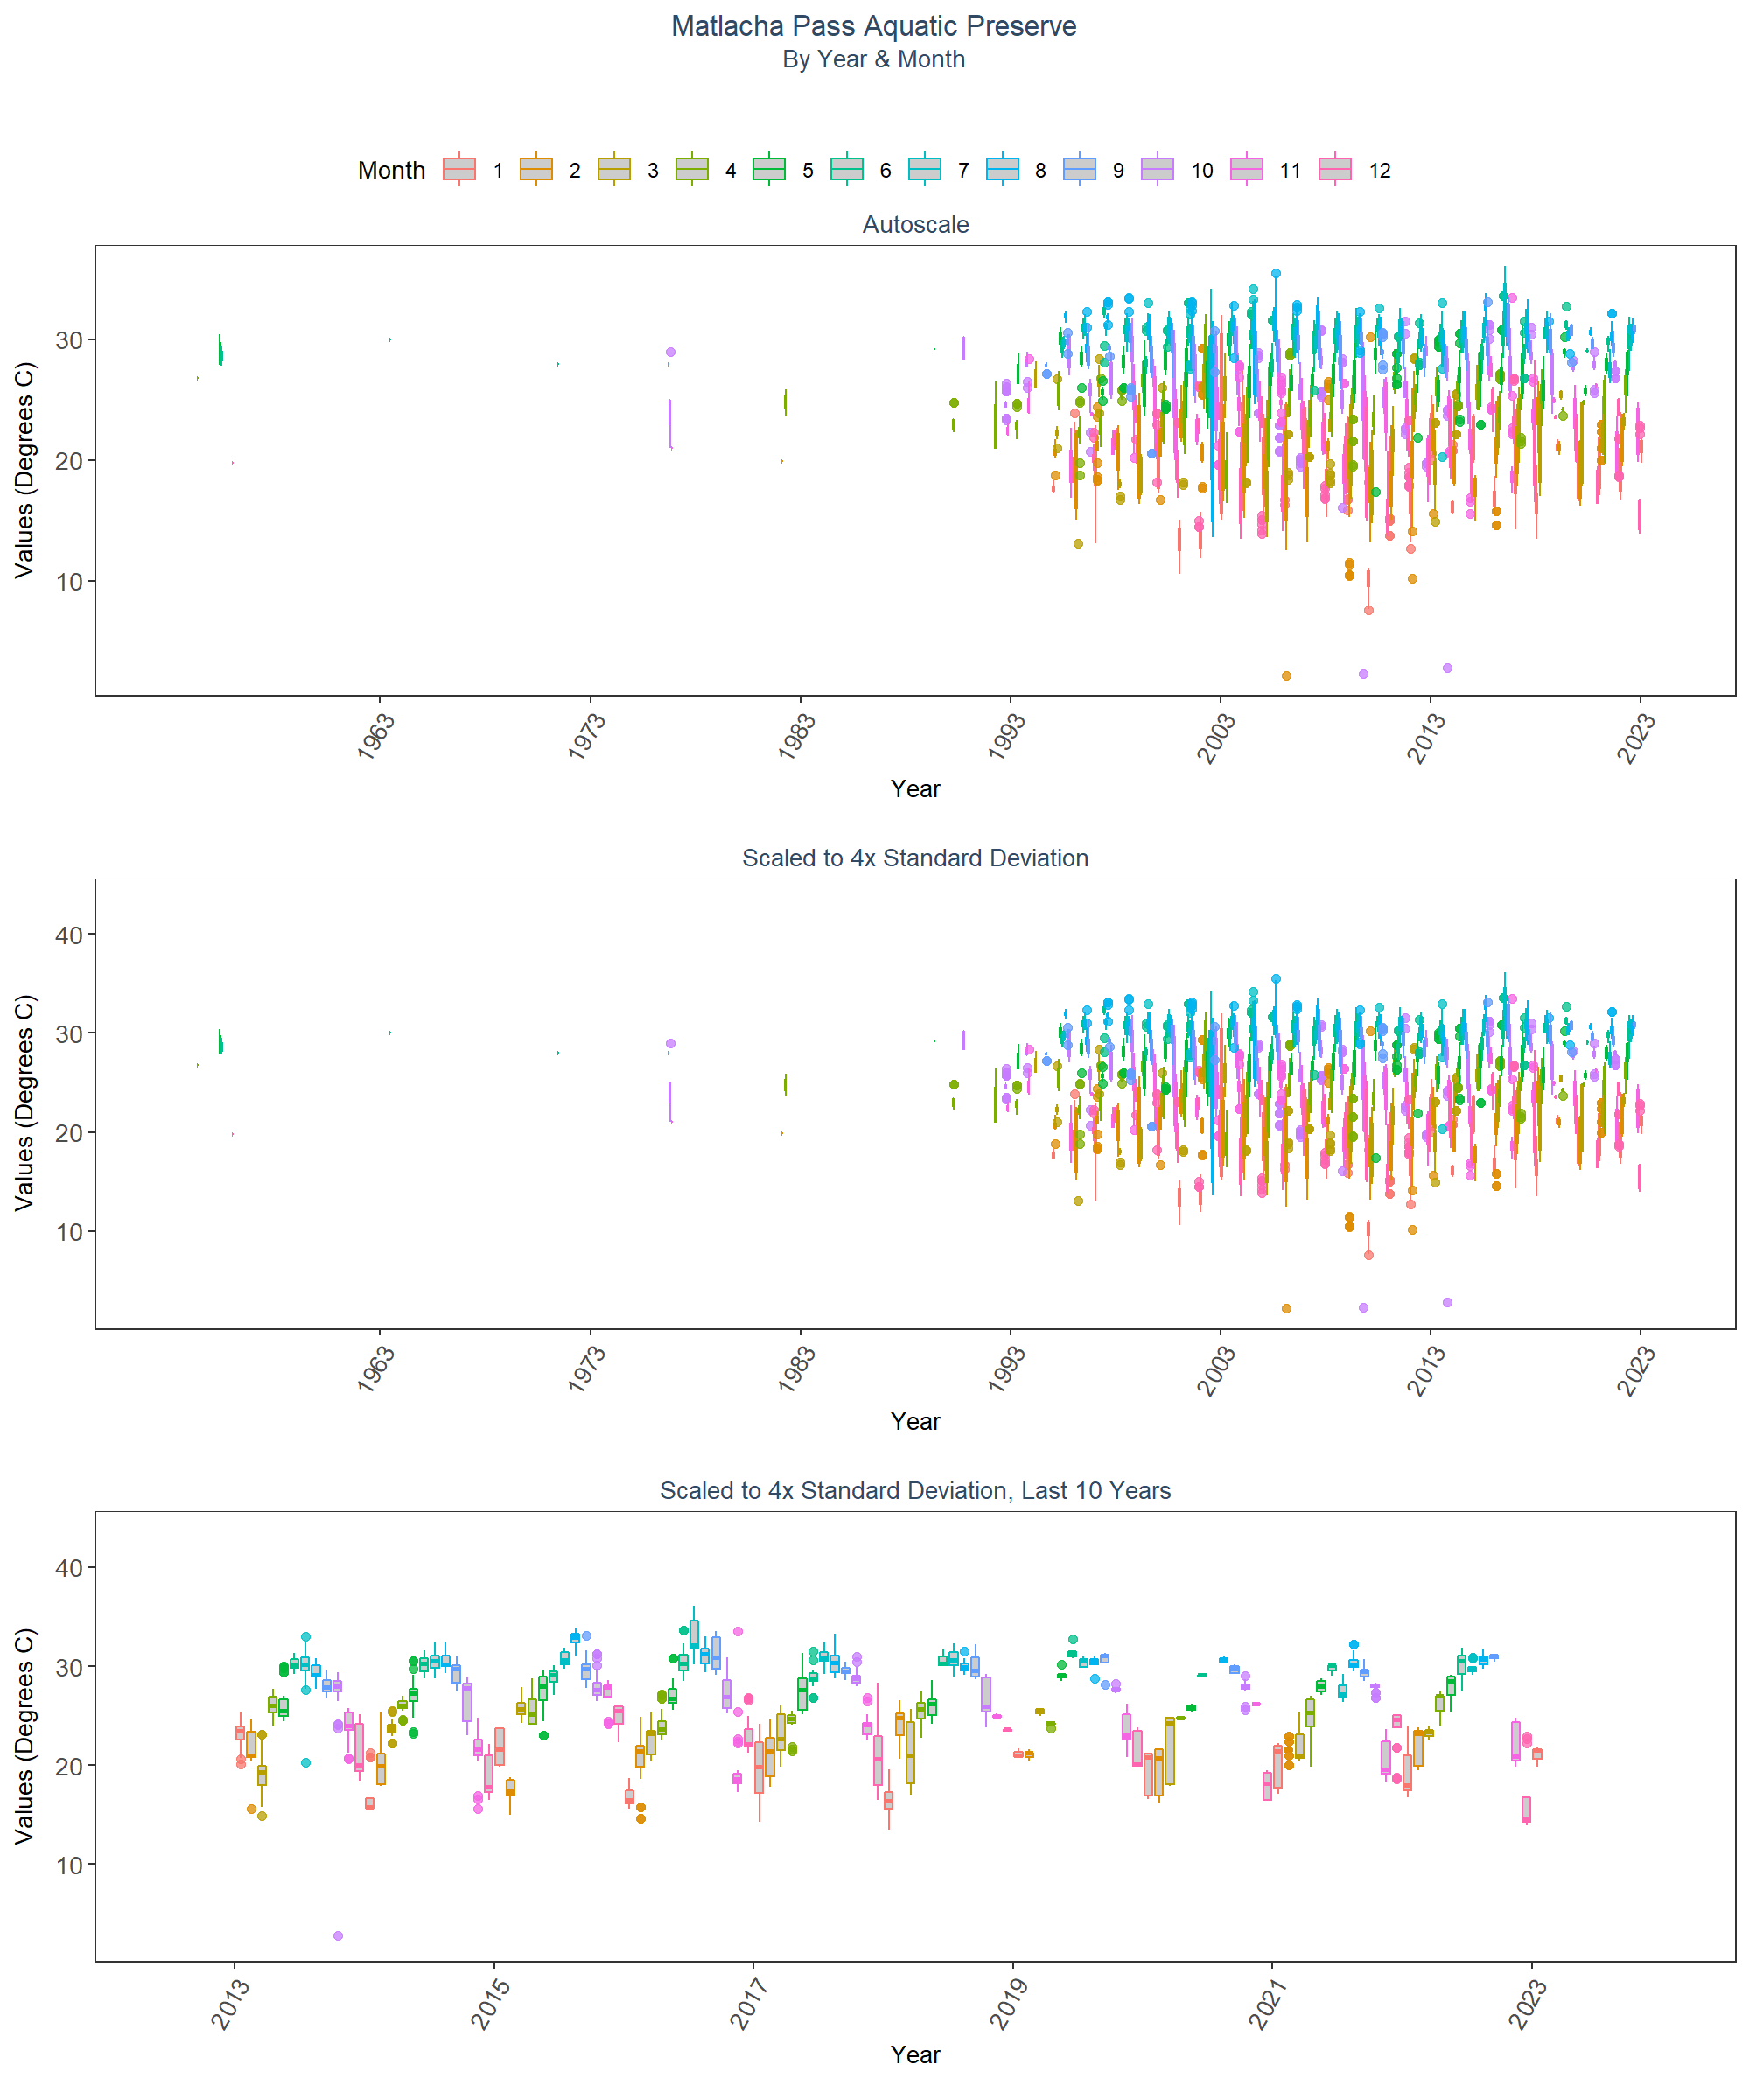 Matlacha Pass Aquatic Preserve
By Year & Month
Month 1 2 3 4 5 6 7 8 9 10 11 12
Autoscale
Values (Degrees C)
30
20
10
1963 1973 1983 1993 2003 2013 2023
Year
Scaled to 4x Standard Deviation
Values (Degrees C)
40
30
20
10
1963 1973 1983 1993 2003 2013 2023
Year
Scaled to 4x Standard Deviation, Last 10 Years
Values (Degrees C)
40
30
20
10
2013 2015 2017 2019 2021 2023
Year